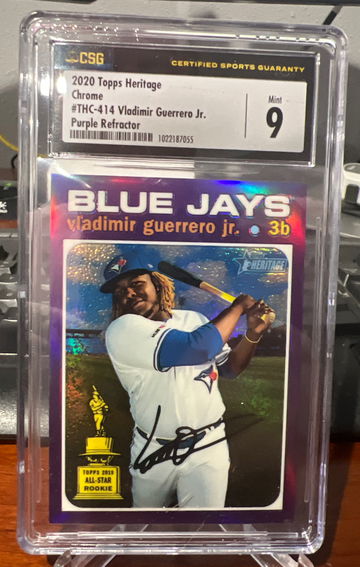 CSG
CERTIFIED SPORTS GUARANTY
2020 Topps Heritage
Chrome
#THC-414 Vladimir Guerrero Jr.
Purple Refractor
1022187055
Mint
9
BLUE JAYS
vladimir guerrero jr. 3b
HERITAGE
TOPPS 2019
ALL-STAR
ROOKIE